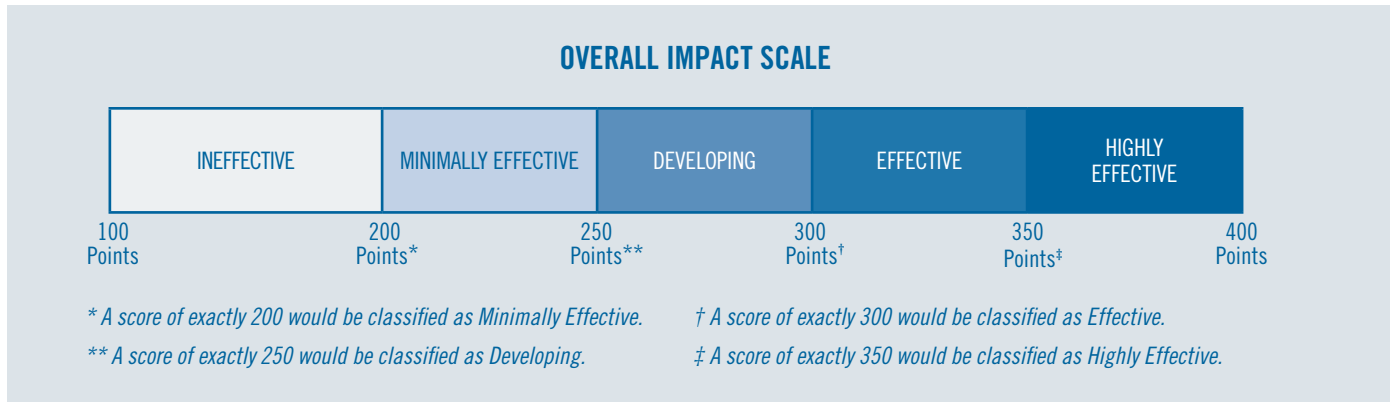 OVERALL IMPACT SCALE
INEFFECTIVE
MINIMALLY EFFECTIVE
DEVELOPING
EFFECTIVE
HIGHLY
EFFECTIVE
100
Points
200
Points*
250
Points**
300
Points†
350
Points‡
400
Points
* A score of exactly 200 would be classified as Minimally Effective.
** A score of exactly 250 would be classified as Developing.
† A score of exactly 300 would be classified as Effective.
‡ A score of exactly 350 would be classified as Highly Effective.